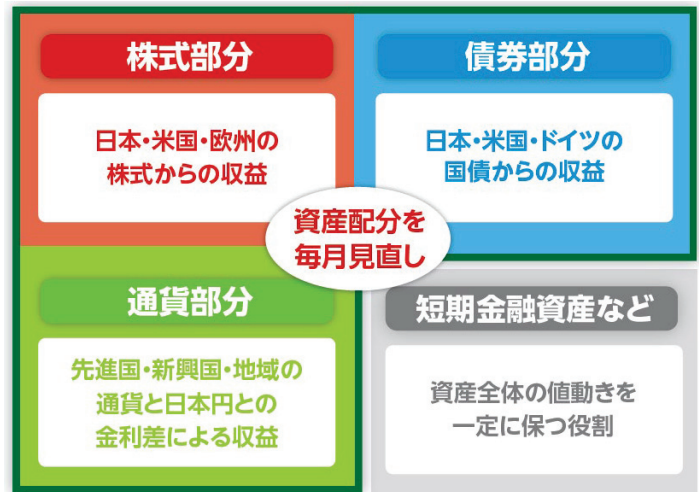 株式部分
日本・米国・欧州の
株式からの収益
債券部分
日本・米国・ドイツの
国債からの収益
資産配分を
毎月見直し
通貨部分
先進国・新興国・地域の
通貨と日本円との
金利差による収益
短期金融資産など
資産全体の値動きを
一定に保つ役割